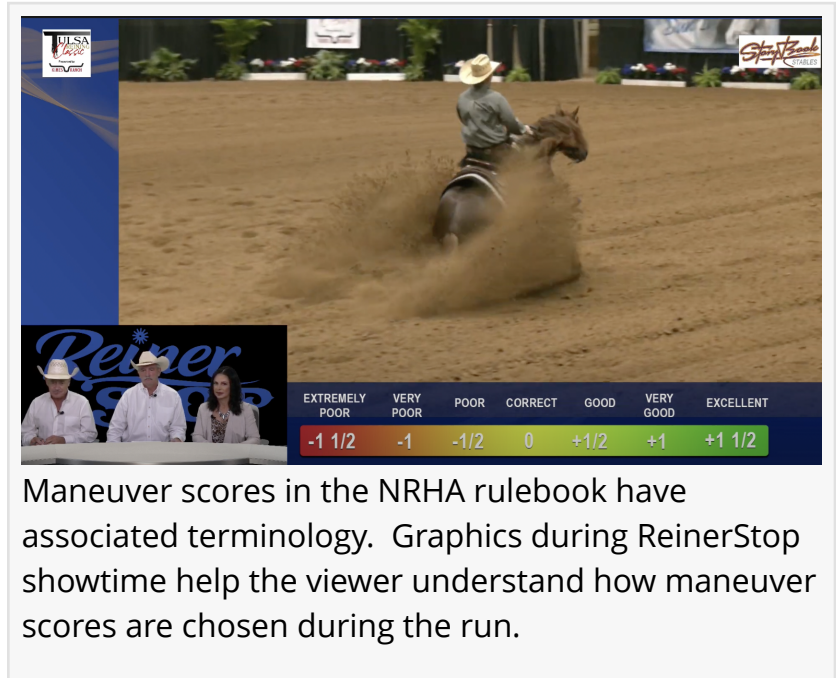 TULSA
REINING
Classic
StoryBook
STABLES
Reiner
STOP
EXTREMELY POOR
VERY POOR
POOR
CORRECT
GOOD
VERY GOOD
EXCELLENT
-1 1/2
-1
-1/2
0
+1/2
+1
+1 1/2
Maneuver scores in the NRHA rulebook have
associated terminology.  Graphics during ReinerStop
showtime help the viewer understand how maneuver
scores are chosen during the run.